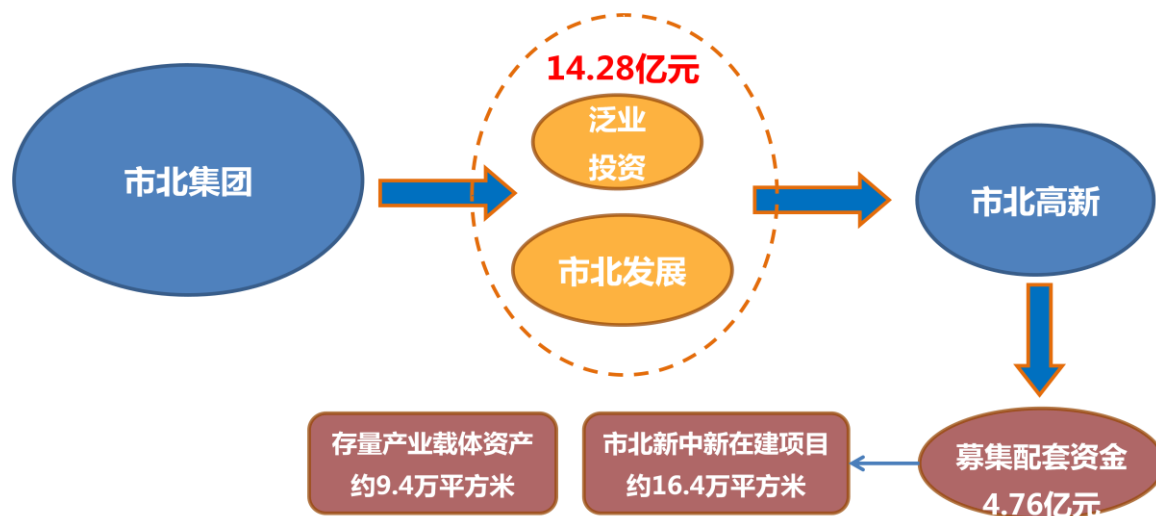 14.28亿元
泛业
投资
市北集团
市北高新
市北发展
存量产业载体资产
约9.4万平方米
市北新中新在建项目
约16.4万平方米
募集配套资金
4.76亿元